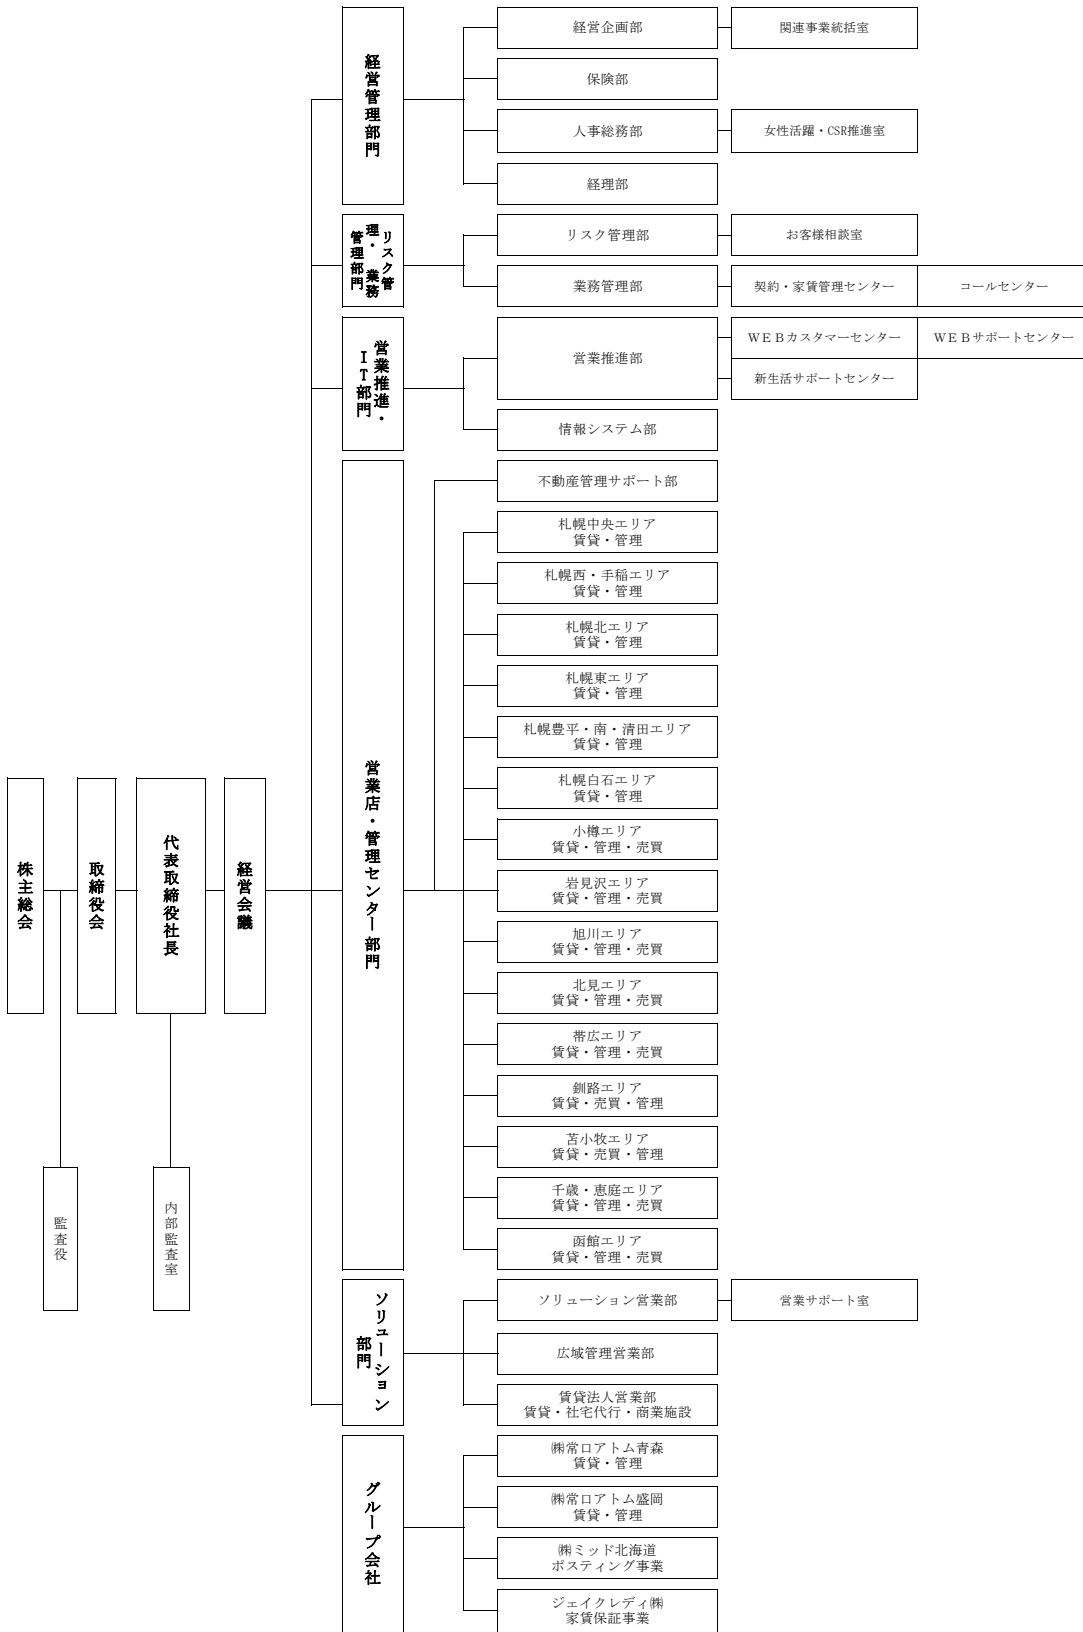 株主総会
監査役
取締役会
代表取締役社長
内部監査室
経営会議
経営管理部門
経営企画部
関連事業統括室
保険部
人事総務部
女性活躍・CSR推進室
経理部
リスク管
理・　業務
管理部門
リスク管理部
お客様相談室
業務管理部
契約・家賃管理センター
コールセンター
営業推進・
ＩＴ部門
営業推進部
ＷＥＢカスタマーセンター
ＷＥＢサポートセンター
新生活サポートセンター
情報システム部
営業店・管理センター部門
不動産管理サポート部
札幌中央エリア
賃貸・管理
札幌西・手稲エリア
賃貸・管理
札幌北エリア
賃貸・管理
札幌東エリア
賃貸・管理
札幌豊平・南・清田エリア
賃貸・管理
札幌白石エリア
賃貸・管理
小樽エリア
賃貸・管理・売買
岩見沢エリア
賃貸・管理・売買
旭川エリア
賃貸・管理・売買
北見エリア
賃貸・管理・売買
帯広エリア
賃貸・管理・売買
釧路エリア
賃貸・売買・管理
苫小牧エリア
賃貸・売買・管理
千歳・恵庭エリア
賃貸・管理・売買
函館エリア
賃貸・管理・売買
ソリューション
部門
ソリューション営業部
営業サポート室
広域管理営業部
賃貸法人営業部
賃貸・社宅代行・商業施設
グループ会社
㈱常口アトム青森
賃貸・管理
㈱常口アトム盛岡
賃貸・管理
㈱ミッド北海道
ポスティング事業
ジェイクレディ㈱
家賃保証事業